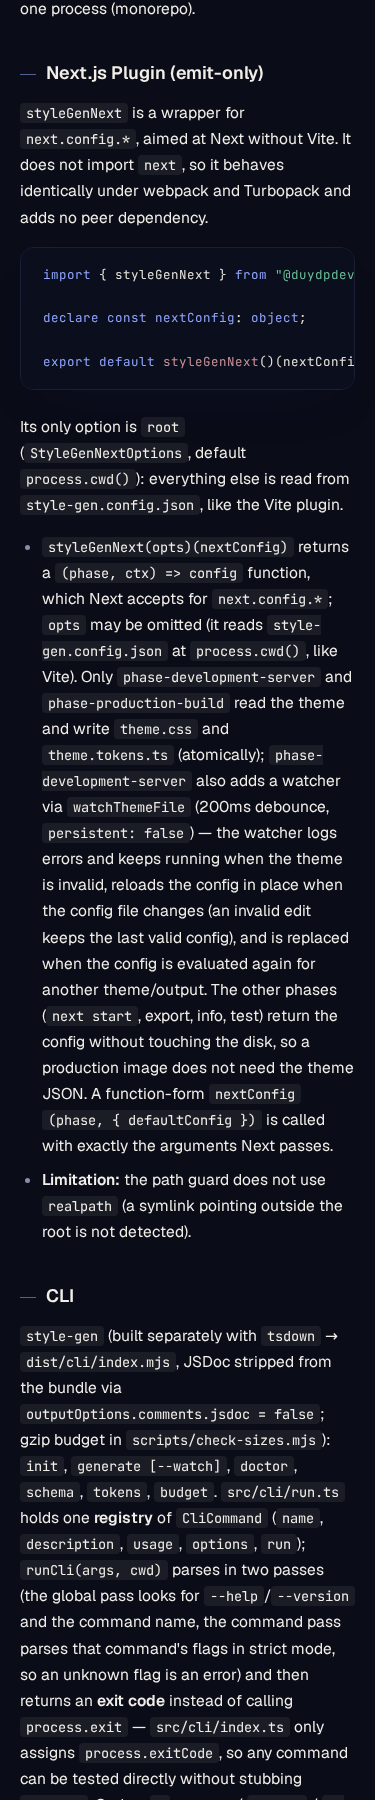 one process (monorepo).
— Next.js Plugin (emit-only)
styleGenNext is a wrapper for
next.config.*, aimed at Next without Vite. It
does not import next, so it behaves
identically under webpack and Turbopack and
adds no peer dependency.
import { styleGenNext } from "@duydpdev
declare const nextConfig: object;
export default styleGenNext()(nextConfi
Its only option is root
(StyleGenNextOptions, default
process.cwd()): everything else is read from
style-gen.config.json, like the Vite plugin.
• styleGenNext(opts)(nextConfig) returns
a (phase, ctx) => config function,
which Next accepts for next.config.*;
opts may be omitted (it reads style-
gen.config.json at process.cwd(), like
Vite). Only phase-development-server and
phase-production-build read the theme
and write theme.css and
theme.tokens.ts (atomically); phase-
development-server also adds a watcher
via watchThemeFile (200ms debounce,
persistent: false) — the watcher logs
errors and keeps running when the theme
is invalid, reloads the config in place when
the config file changes (an invalid edit
keeps the last valid config), and is replaced
when the config is evaluated again for
another theme/output. The other phases
(next start, export, info, test) return the
config without touching the disk, so a
production image does not need the theme
JSON. A function-form nextConfig
(phase, { defaultConfig }) is called
with exactly the arguments Next passes.
• Limitation: the path guard does not use
realpath (a symlink pointing outside the
root is not detected).
— CLI
style-gen (built separately with tsdown →
dist/cli/index.mjs, JSDoc stripped from
the bundle via
outputOptions.comments.jsdoc = false;
gzip budget in scripts/check-sizes.mjs):
init, generate [--watch], doctor,
schema, tokens, budget. src/cli/run.ts
holds one registry of CliCommand (name,
description, usage, options, run);
runCli(args, cwd) parses in two passes
(the global pass looks for --help/--version
and the command name, the command pass
parses that command's flags in strict mode,
so an unknown flag is an error) and then
returns an exit code instead of calling
process.exit — src/cli/index.ts only
assigns process.exitCode, so any command
can be tested directly without stubbing